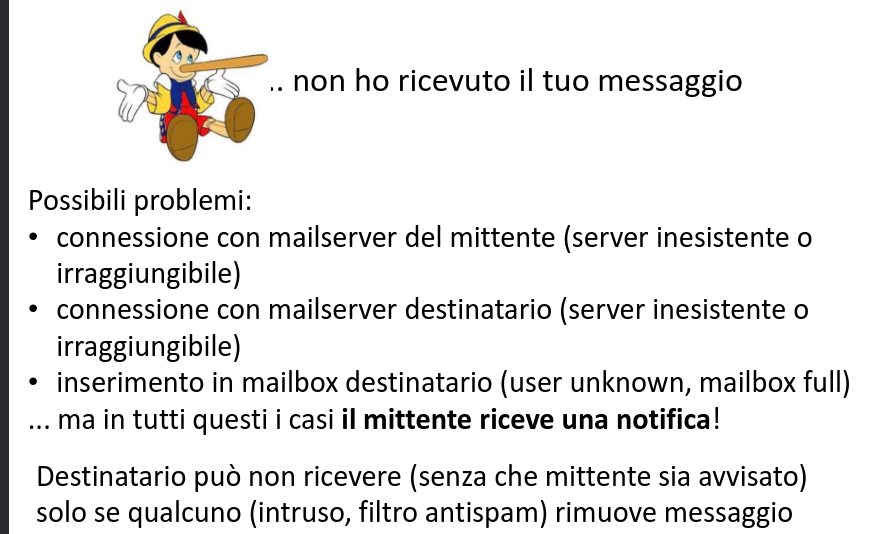 .. non ho ricevuto il tuo messaggio
Possibili problemi:
• connessione con mailserver del mittente (server inesistente o
irraggiungibile)
• connessione con mailserver destinatario (server inesistente o
irraggiungibile)
• inserimento in mailbox destinatario (user unknown, mailbox full)
... ma in tutti questi i casi il mittente riceve una notifica!
Destinatario può non ricevere (senza che mittente sia avvisato)
solo se qualcuno (intruso, filtro antispam) rimuove messaggio